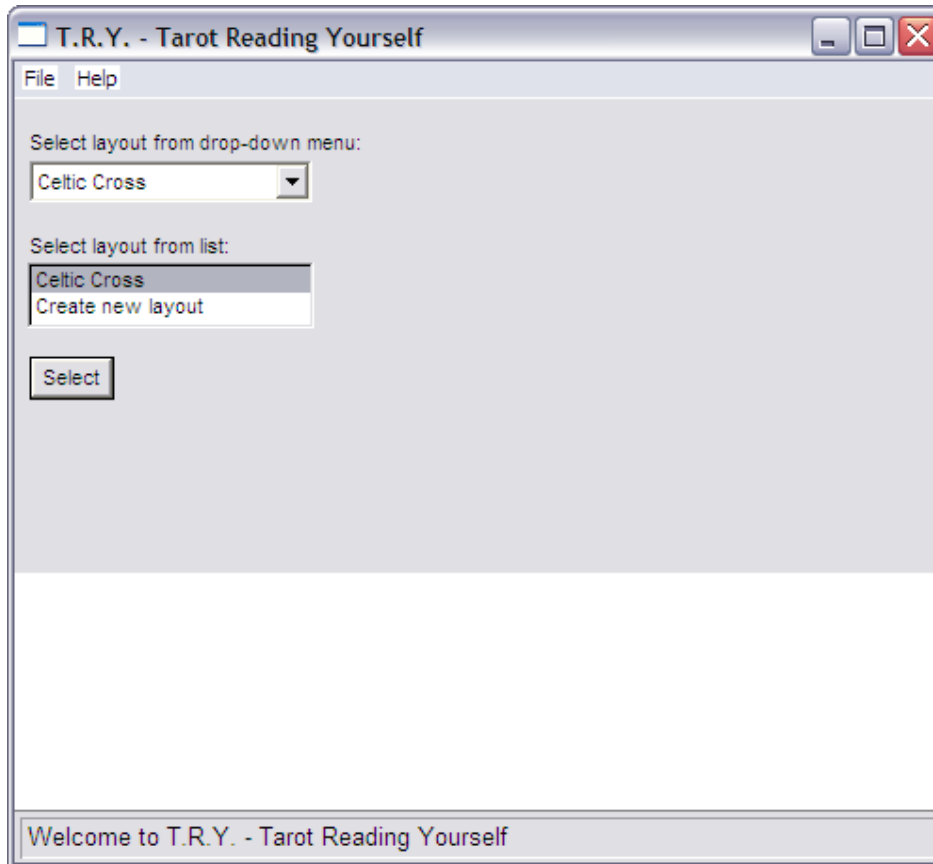 T.R.Y. - Tarot Reading Yourself
File Help
Select layout from drop-down menu:
Celtic Cross
Select layout from list:
Celtic Cross
Create new layout
Select
Welcome to T.R.Y. - Tarot Reading Yourself